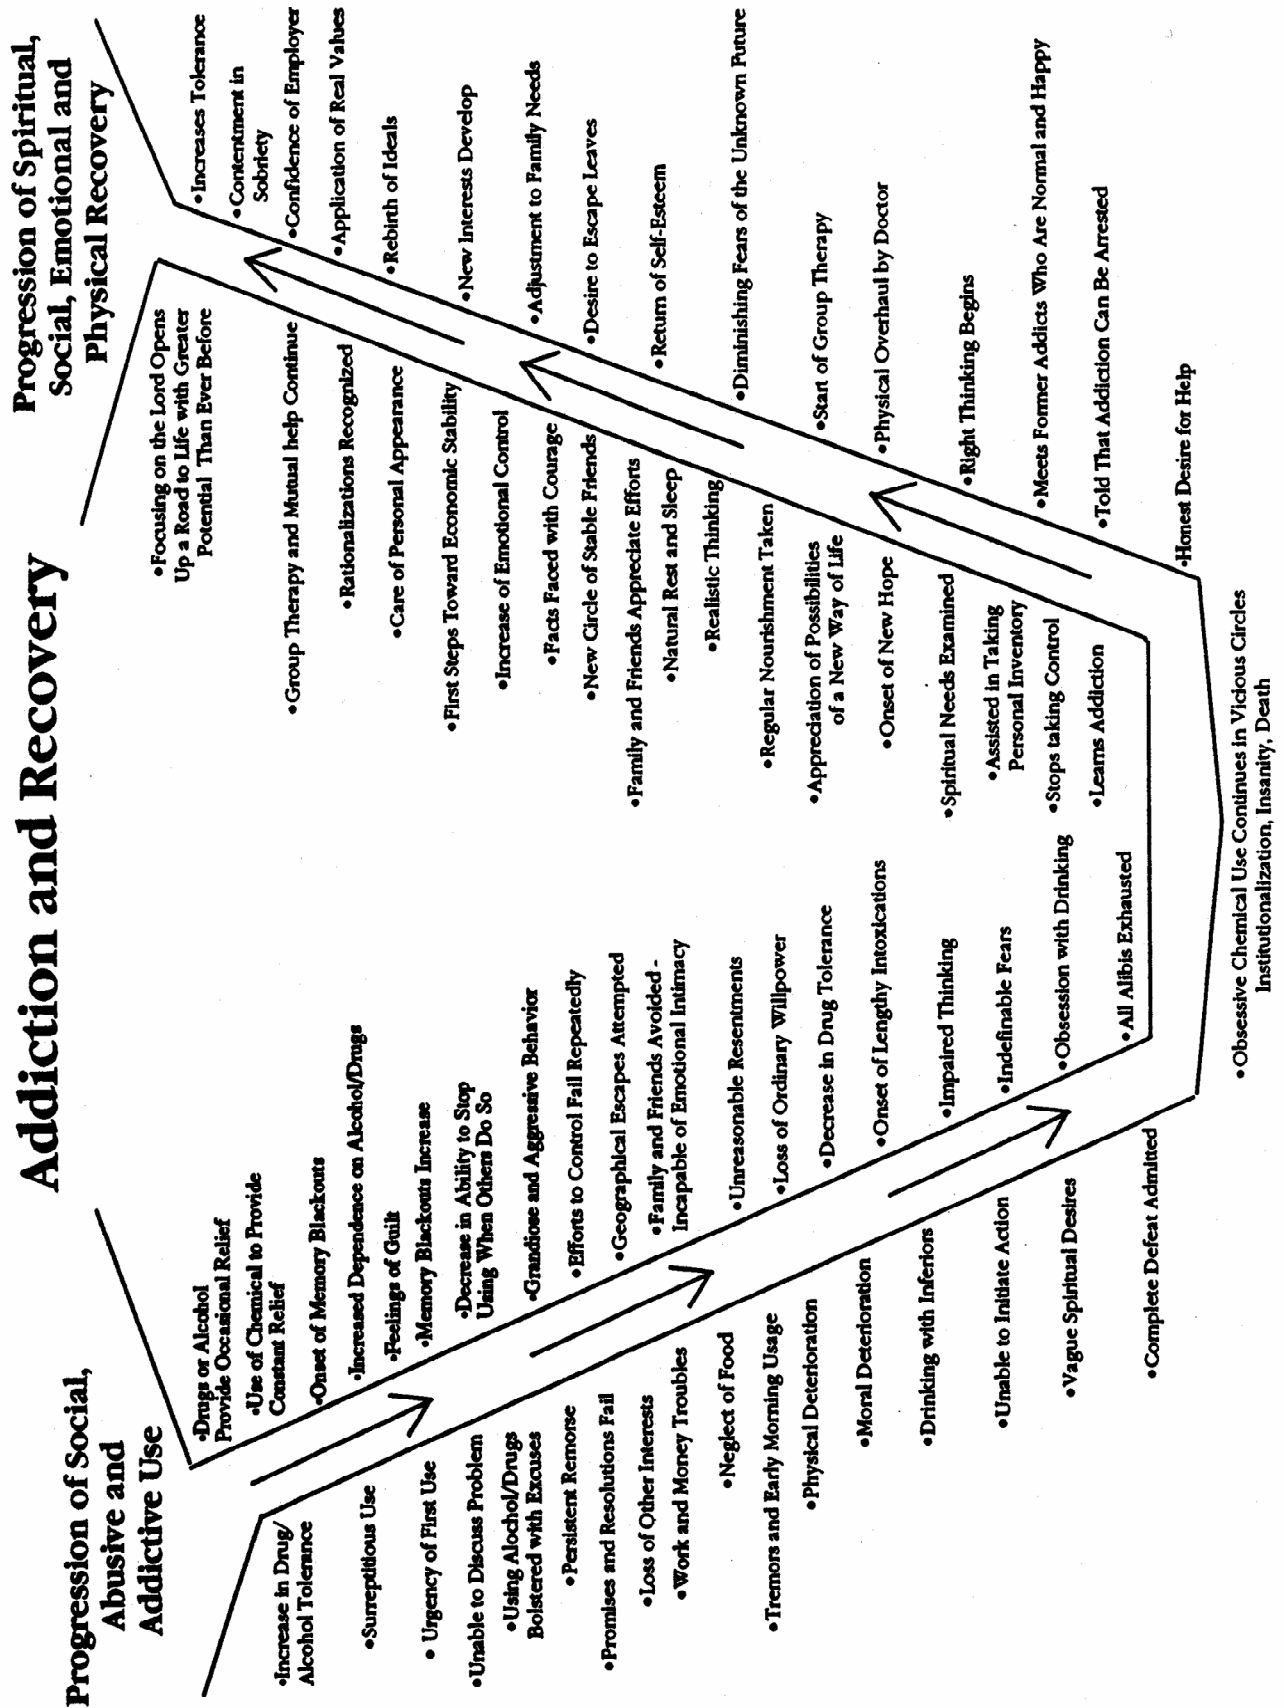 Addiction and Recovery
Progression of Social,
Abusive and
Addictive Use
Progression of Spiritual,
Social, Emotional and
Physical Recovery
•Increase in Drug/
Alcohol Tolerance
•Surreptitious Use
• Urgency of First Use
•Unable to Discuss Problem
•Using Alochol/Drugs
Bolstered with Excuses
•Persistent Remorse
•Promises and Resolutions Fail
•Loss of Other Interests
•Work and Money Troubles
•Neglect of Food
•Tremors and Early Morning Usage
•Physical Deterioration
•Moral Deterioration
•Drinking with Inferiors
•Unable to Initiate Action
•Vague Spiritual Desires
•Complete Defeat Admitted
•Drugs or Alcohol
Provide Occasional Relief
•Use of Chemical to Provide
Constant Relief
•Onset of Memory Blackouts
•Increased Dependence on Alcohol/Drugs
•Feelings of Guilt
•Memory Blackouts Increase
•Decrease in Ability to Stop
Using When Others Do So
•Grandiose and Aggressive Behavior
•Efforts to Control Fail Repeatedly
•Geographical Escapes Attempted
•Family and Friends Avoided -
Incapable of Emotional Intimacy
•Unreasonable Resentments
•Loss of Ordinary Willpower
•Decrease in Drug Tolerance
•Onset of Lengthy Intoxications
•Impaired Thinking
•Indefinable Fears
•Obsession with Drinking
•All Alibis Exhausted
•Obsessive Chemical Use Continues in Vicious Circles
Institutionalization, Insanity, Death
•Focusing on the Lord Opens
Up a Road to Life with Greater
Potential Than Ever Before
•Group Therapy and Mutual help Continue
•Rationalizations Recognized
•Care of Personal Appearance
•First Steps Toward Economic Stability
•Increase of Emotional Control
•Facts Faced with Courage
•New Circle of Stable Friends
•Family and Friends Appreciate Efforts
•Natural Rest and Sleep
•Realistic Thinking
•Regular Nourishment Taken
•Appreciation of Possibilities
of a New Way of Life
•Onset of New Hope
•Spiritual Needs Examined
•Assisted in Taking
Personal Inventory
•Stops taking Control
•Learns Addiction
•Increases Tolerance
•Contentment in
Sobriety
•Confidence of Employer
•Application of Real Values
•Rebirth of Ideals
•New Interests Develop
•Adjustment to Family Needs
•Desire to Escape Leaves
•Return of Self-Esteem
•Diminishing Fears of the Unknown Future
•Start of Group Therapy
•Physical Overhaul by Doctor
•Right Thinking Begins
•Meets Former Addicts Who Are Normal and Happy
•Told That Addiction Can Be Arrested
•Honest Desire for Help